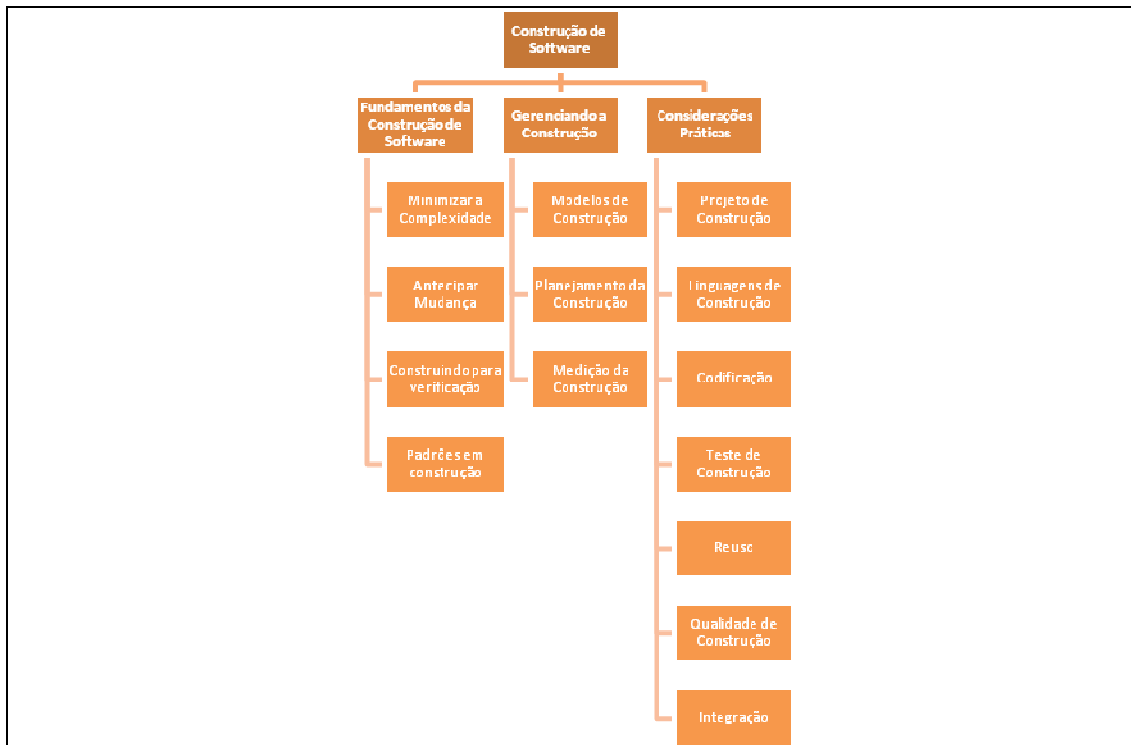 Construção de
Software
Fundamentos da
Construção de
Software
Gerenciando a
Construção
Considerações
Práticas
Minimizar a
Complexidade
Antecipar
Mudança
Construindo para
verificação
Padrões em
construção
Modelos de
Construção
Planejamento da
Construção
Medição da
Construção
Projeto de
Construção
Linguagens de
Construção
Codificação
Teste de
Construção
Reuso
Qualidade de
Construção
Integração